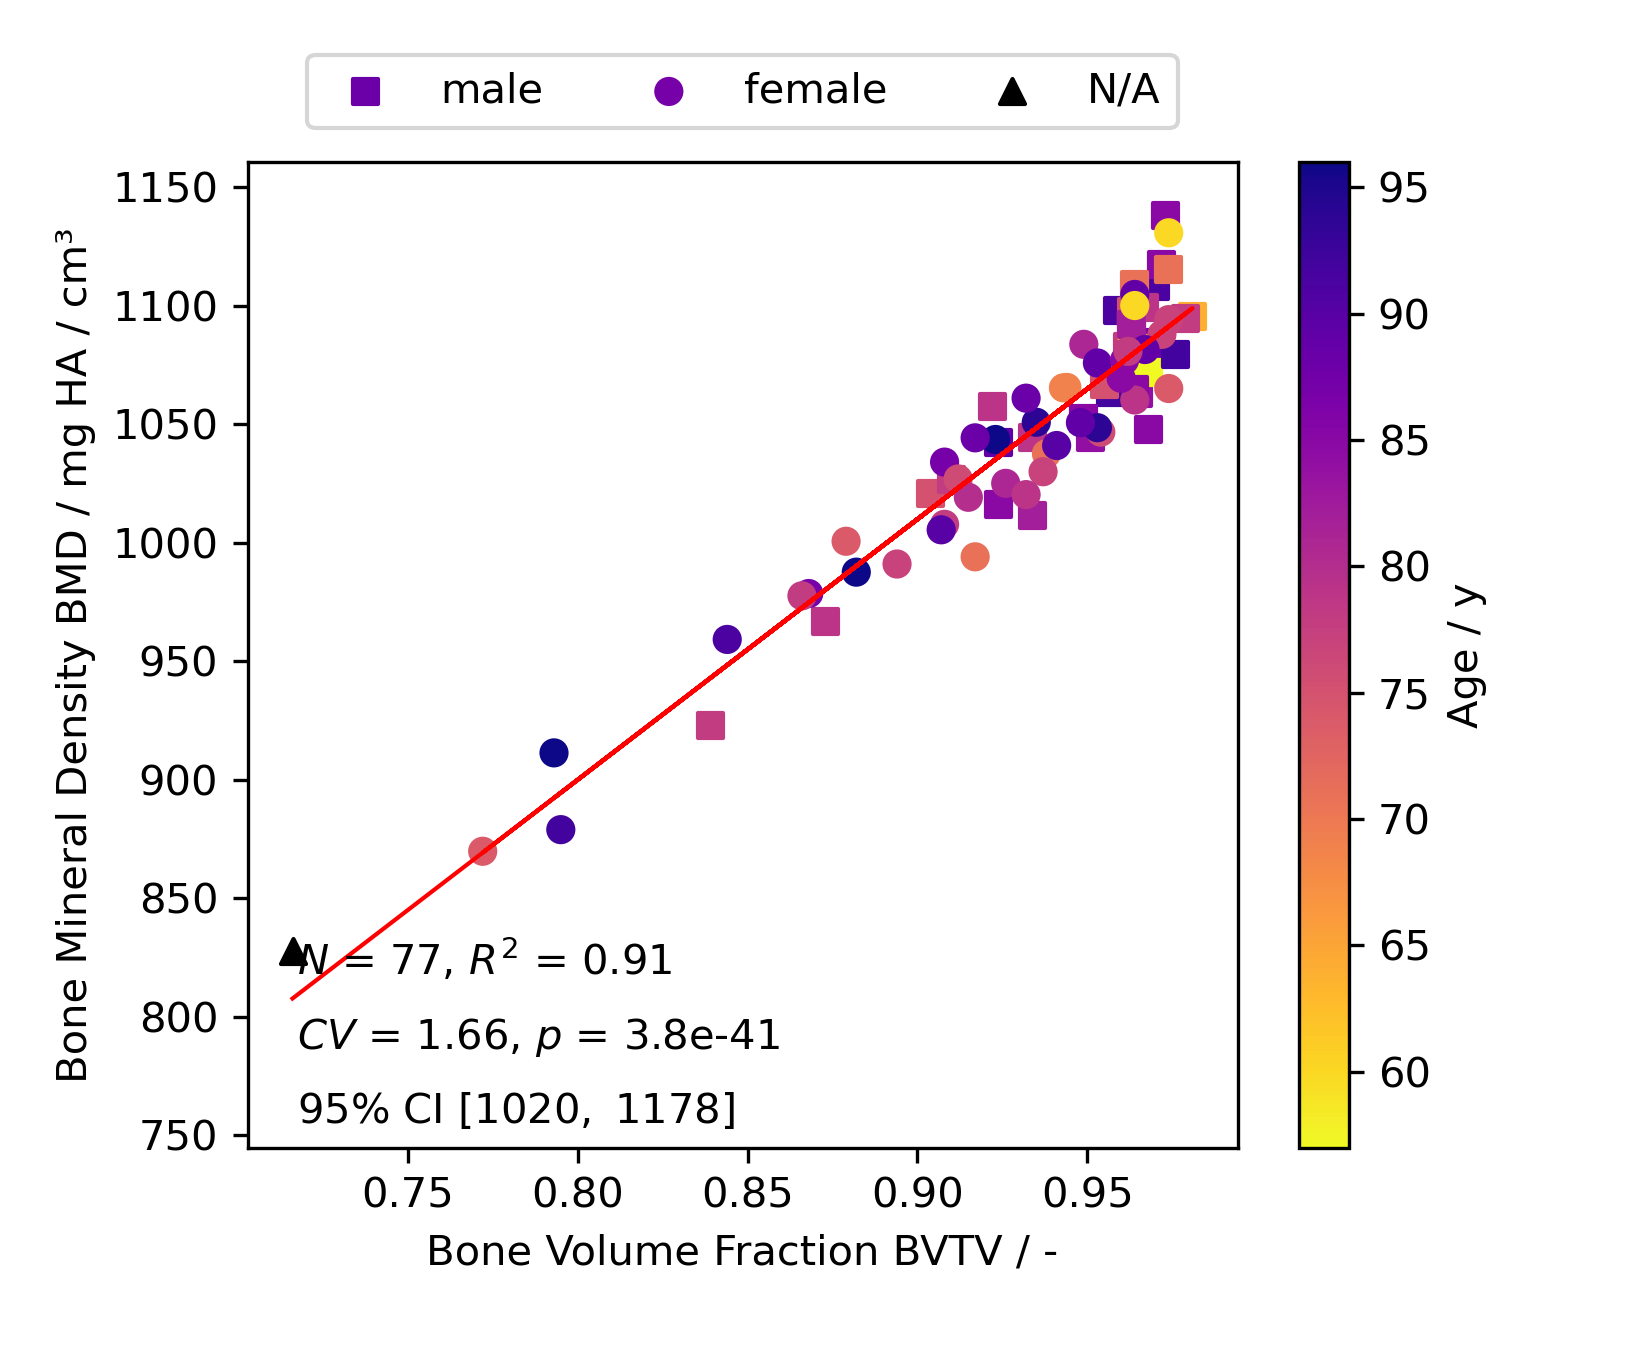 male female N/A
1150
1100
1050
1000
950
900
850
800
750
Bone Mineral Density BMD / mg HA / cm³
N = 77, R² = 0.91
CV = 1.66, p = 3.8e-41
95% CI [1020, 1178]
0.75 0.80 0.85 0.90 0.95
Bone Volume Fraction BVTV / -
95
90
85
80
75
70
65
60
Age / y